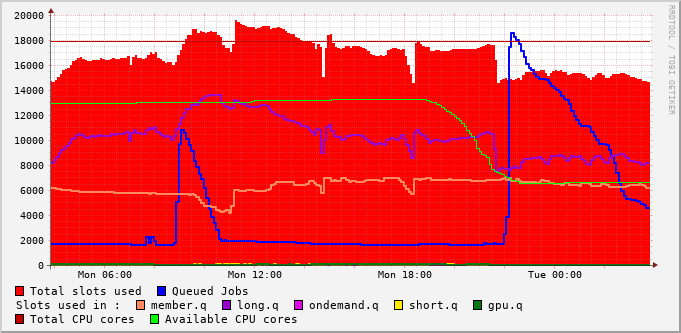 20000
18000
16000
14000
12000
10000
8000
6000
4000
2000
0
Mon 06:00 Mon 12:00 Mon 18:00 Tue 00:00
RRDTOOL / TOBI OETIKER
Total slots used Queued Jobs
Slots used in : member.q long.q ondemand.q short.q gpu.q
Total CPU cores Available CPU cores